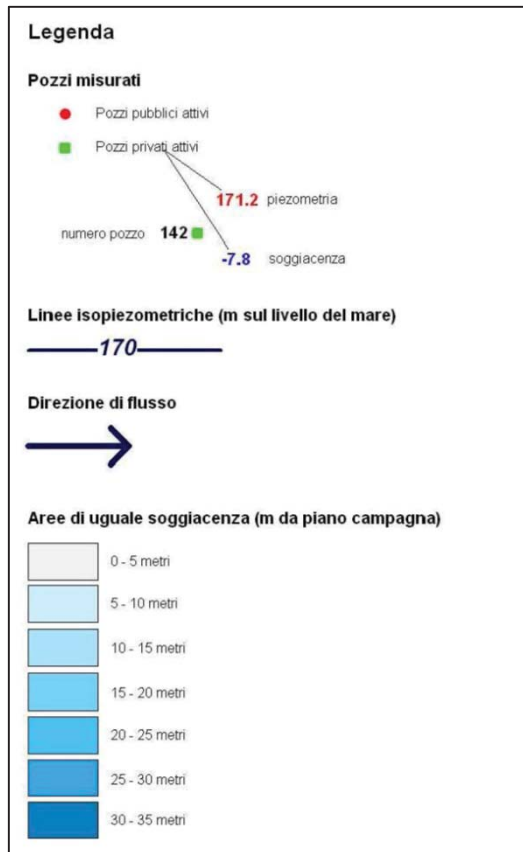 Legenda
Pozzi misurati
Pozzi pubblici attivi
Pozzi privati attivi
171.2 piezometria
numero pozzo 142
-7.8 soggiacenza
Linee isopiezometriche (m sul livello del mare)
170
Direzione di flusso
Aree di uguale soggiacenza (m da piano campagna)
0 - 5 metri
5 - 10 metri
10 - 15 metri
15 - 20 metri
20 - 25 metri
25 - 30 metri
30 - 35 metri